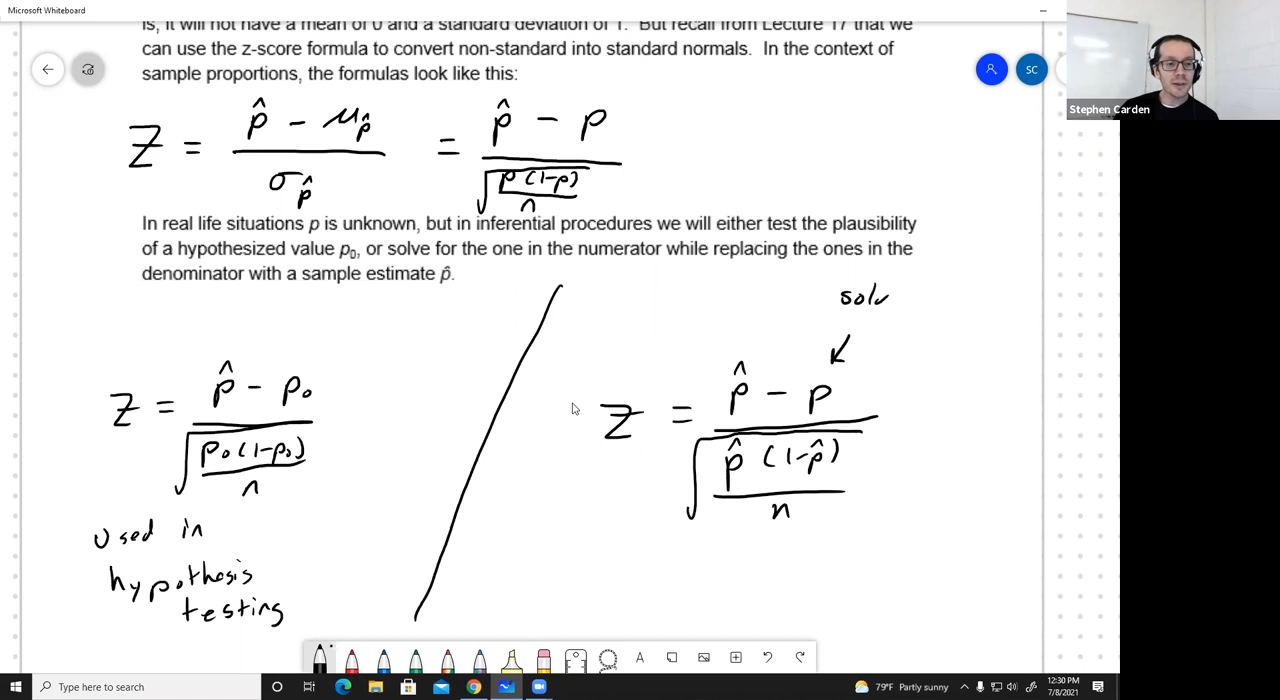 Microsoft Whiteboard
is, it will not have a mean of 0 and a standard deviation of 1. But recall from Lecture 17 that we
can use the z-score formula to convert non-standard into standard normals. In the context of
sample proportions, the formulas look like this:
SC
Stephen Carden
Z = (p̂ − μ_p̂) / σ_p̂ = (p̂ − p) / √(p(1-p)/n)
In real life situations p is unknown, but in inferential procedures we will either test the plausibility
of a hypothesized value p₀, or solve for the one in the numerator while replacing the ones in the
denominator with a sample estimate p̂.
solv
Z = (p̂ − p₀) / √(p₀(1-p₀)/n)
Z = (p̂ − p) / √(p̂(1-p̂)/n)
used in
hypothesis
testing
Type here to search
79°F Partly sunny
12:30 PM
7/8/2021